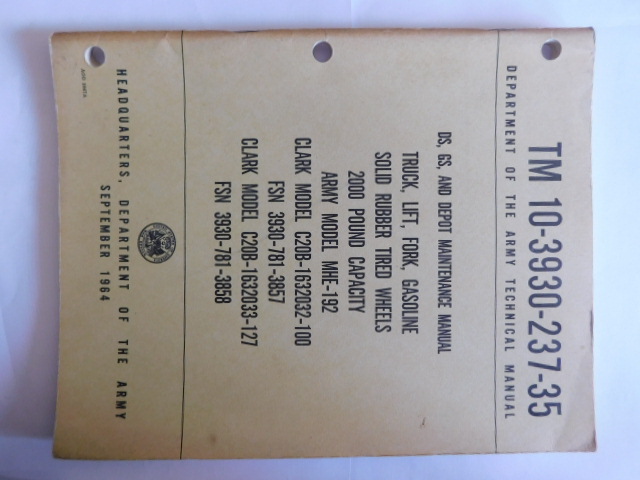 TM 10-3930-237-35
DEPARTMENT OF THE ARMY TECHNICAL MANUAL
DS, GS, AND DEPOT MAINTENANCE MANUAL
TRUCK, LIFT, FORK, GASOLINE
SOLID RUBBER TIRED WHEELS
2000 POUND CAPACITY
ARMY MODEL MHE-192
CLARK MODEL C20B-1632032-100
FSN 3930-781-3857
CLARK MODEL C20B-1632033-127
FSN 3930-781-3858
HEADQUARTERS, DEPARTMENT OF THE ARMY
SEPTEMBER 1964